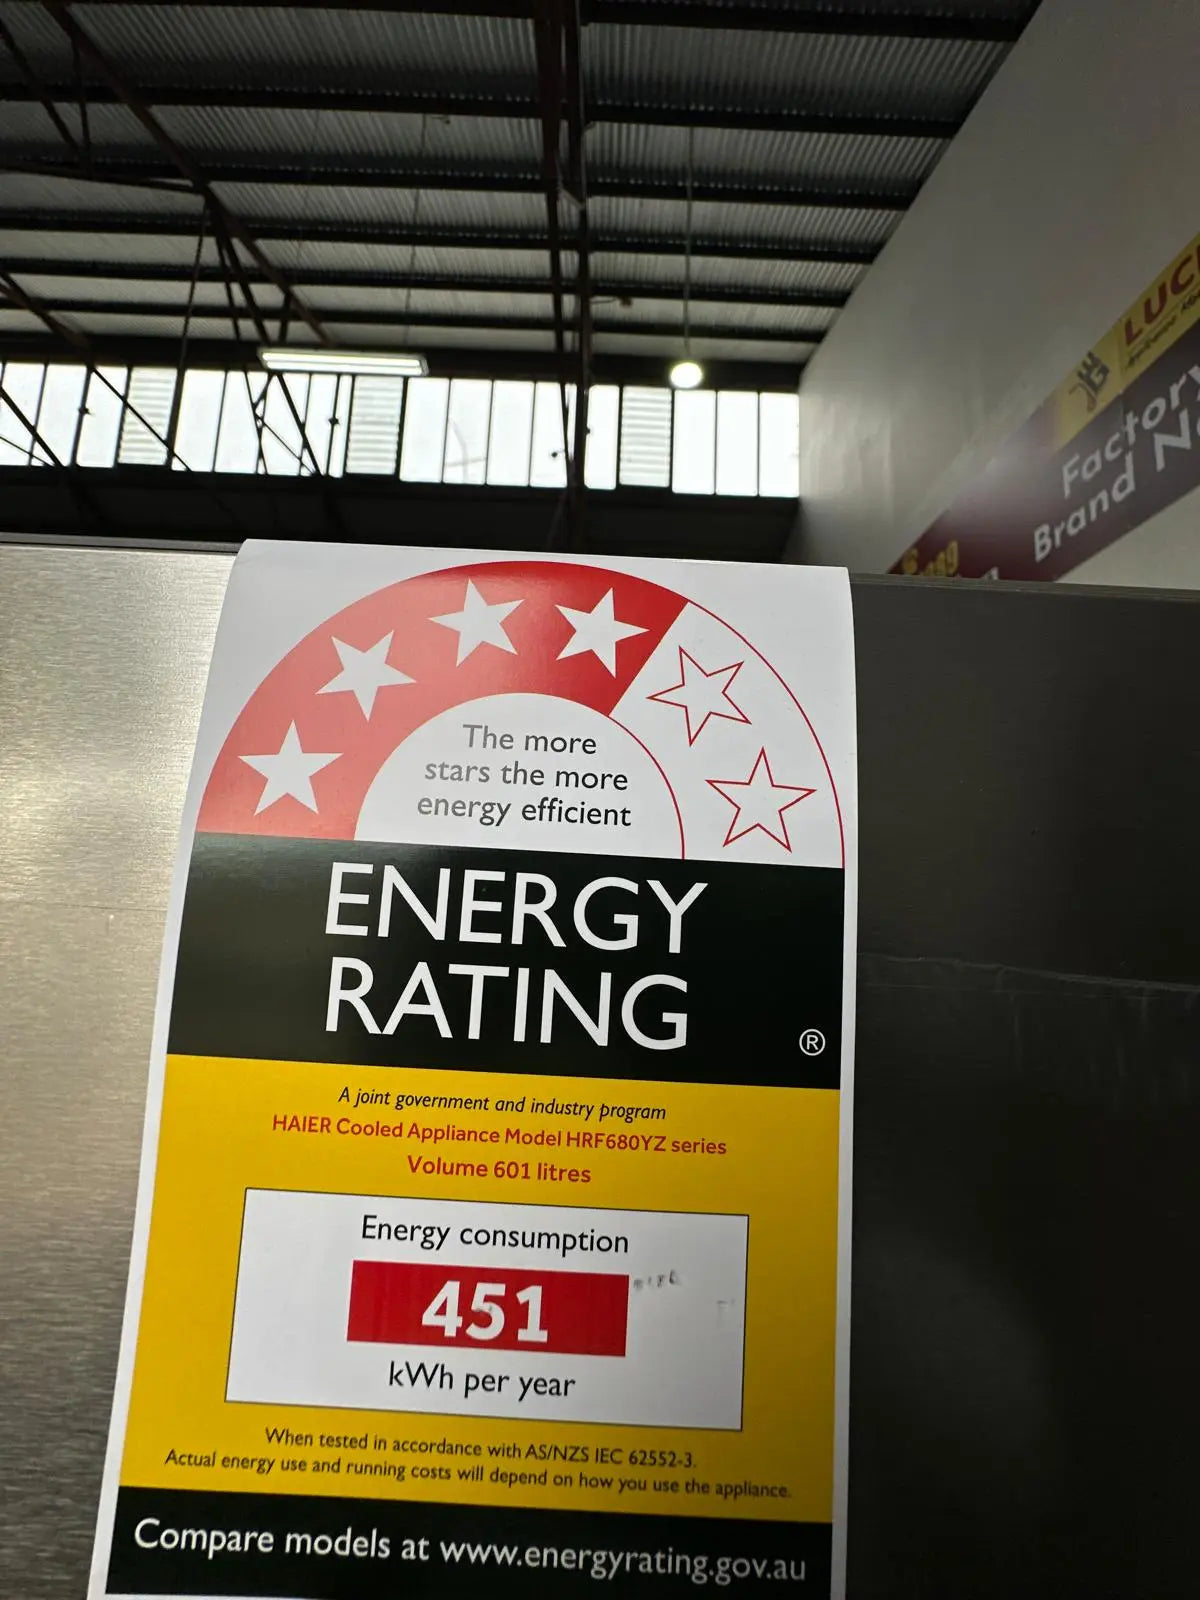 LUC
Factory
Brand N
The more
stars the more
energy efficient
ENERGY
RATING
®
A joint government and industry program
HAIER Cooled Appliance Model HRF680YZ series
Volume 601 litres
Energy consumption
451
kWh per year
When tested in accordance with AS/NZS IEC 62552-3.
Actual energy use and running costs will depend on how you use the appliance.
Compare models at www.energyrating.gov.au